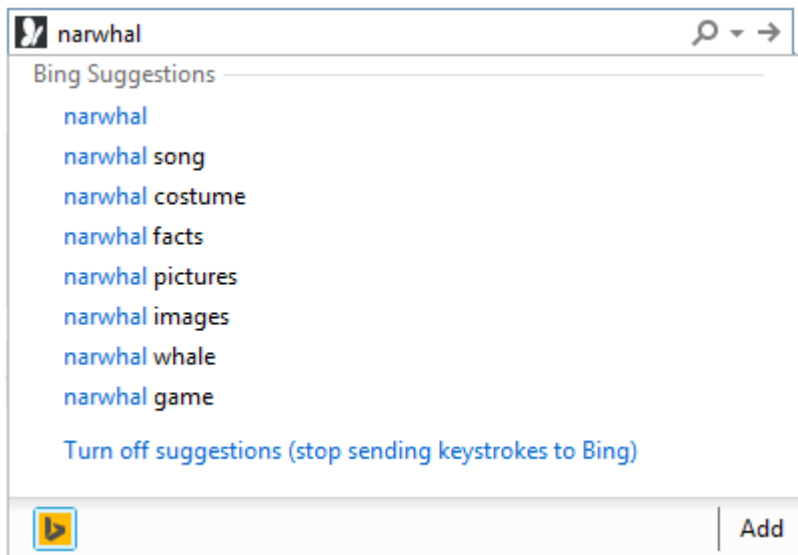 narwhal
Bing Suggestions
narwhal
narwhal song
narwhal costume
narwhal facts
narwhal pictures
narwhal images
narwhal whale
narwhal game
Turn off suggestions (stop sending keystrokes to Bing)
Add